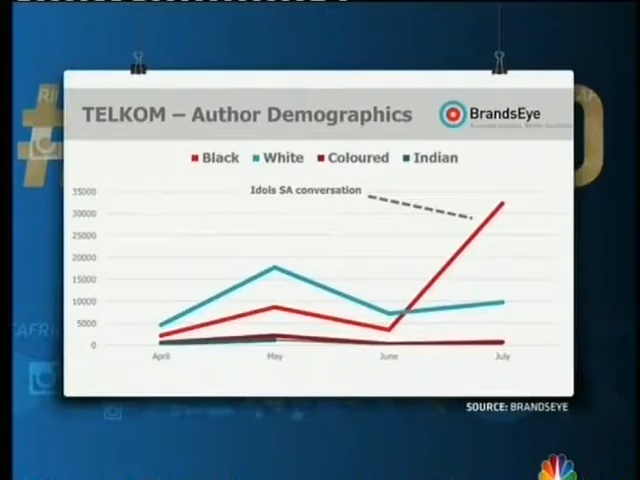 TELKOM – Author Demographics
BrandsEye
Black White Coloured Indian
Idols SA conversation
35000
30000
25000
20000
15000
10000
5000
0
April May June July
SOURCE: BRANDSEYE